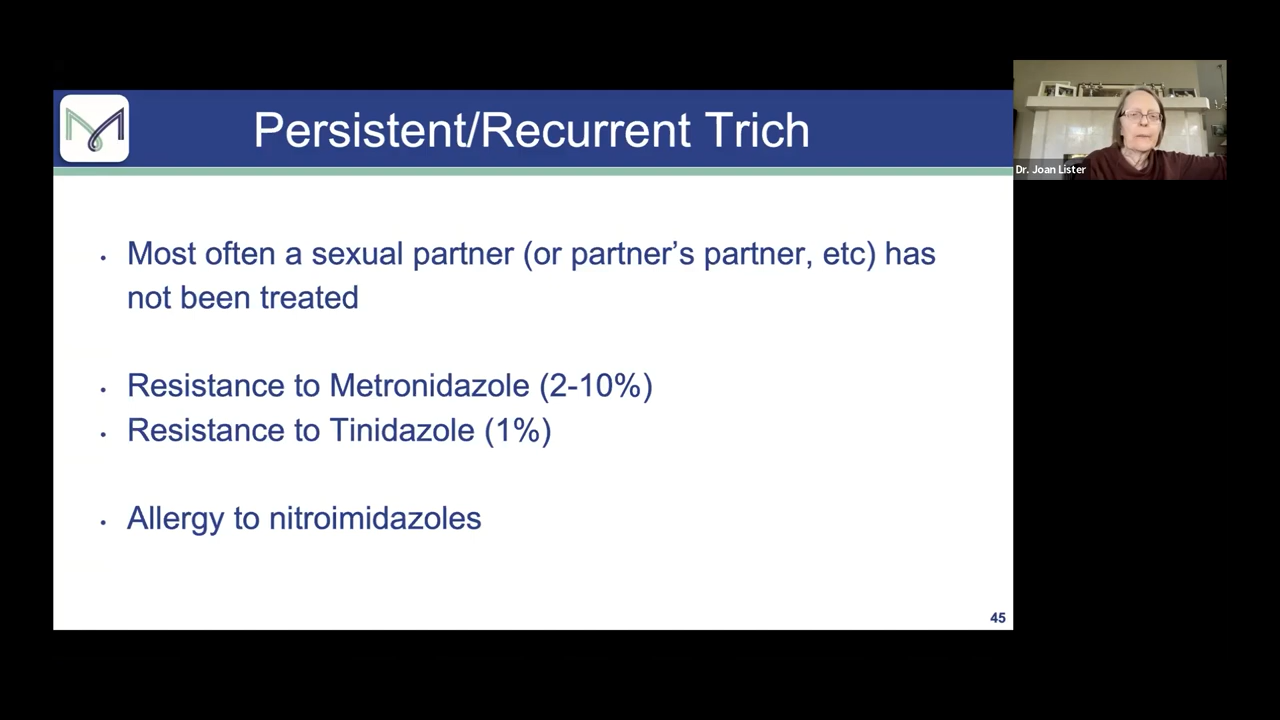 Persistent/Recurrent Trich
Dr. Joan Lister
• Most often a sexual partner (or partner’s partner, etc) has
not been treated
• Resistance to Metronidazole (2-10%)
• Resistance to Tinidazole (1%)
• Allergy to nitroimidazoles
45